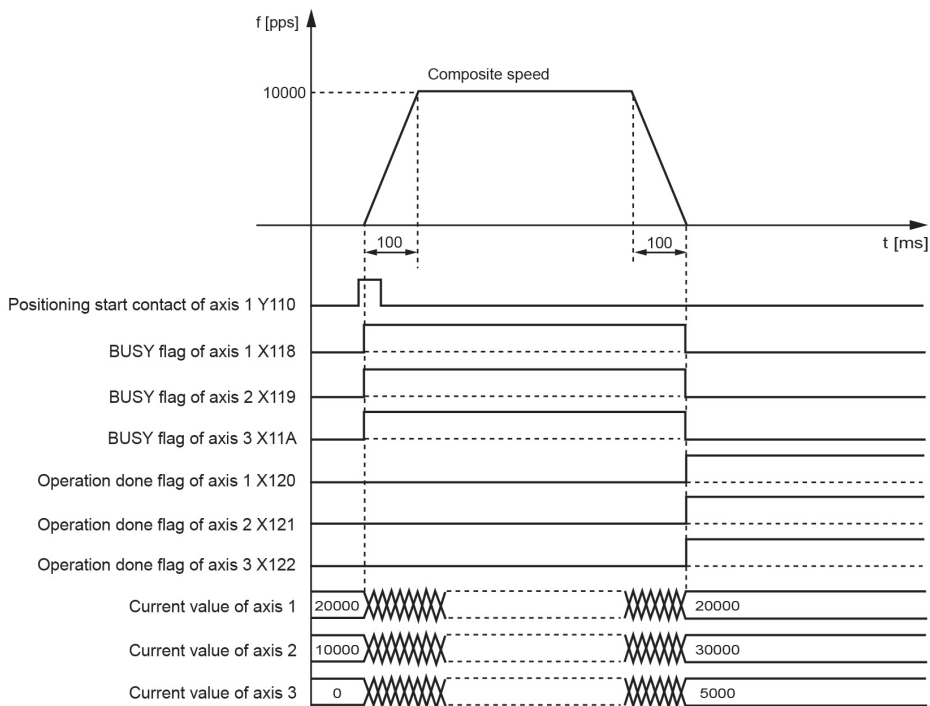 f [pps]
Composite speed
10000
t [ms]
100 100
Positioning start contact of axis 1 Y110
BUSY flag of axis 1 X118
BUSY flag of axis 2 X119
BUSY flag of axis 3 X11A
Operation done flag of axis 1 X120
Operation done flag of axis 2 X121
Operation done flag of axis 3 X122
Current value of axis 1 20000 20000
Current value of axis 2 10000 30000
Current value of axis 3 0 5000